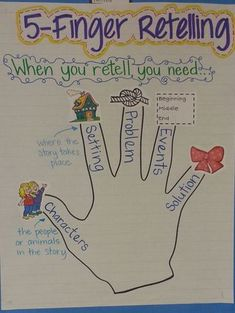 5-Finger Retelling
When you retell, you need...
Beginning
Middle
End
Where the
story takes
place.
Setting
Problem
Events
Solution
Characters
the people
or animals
in the story